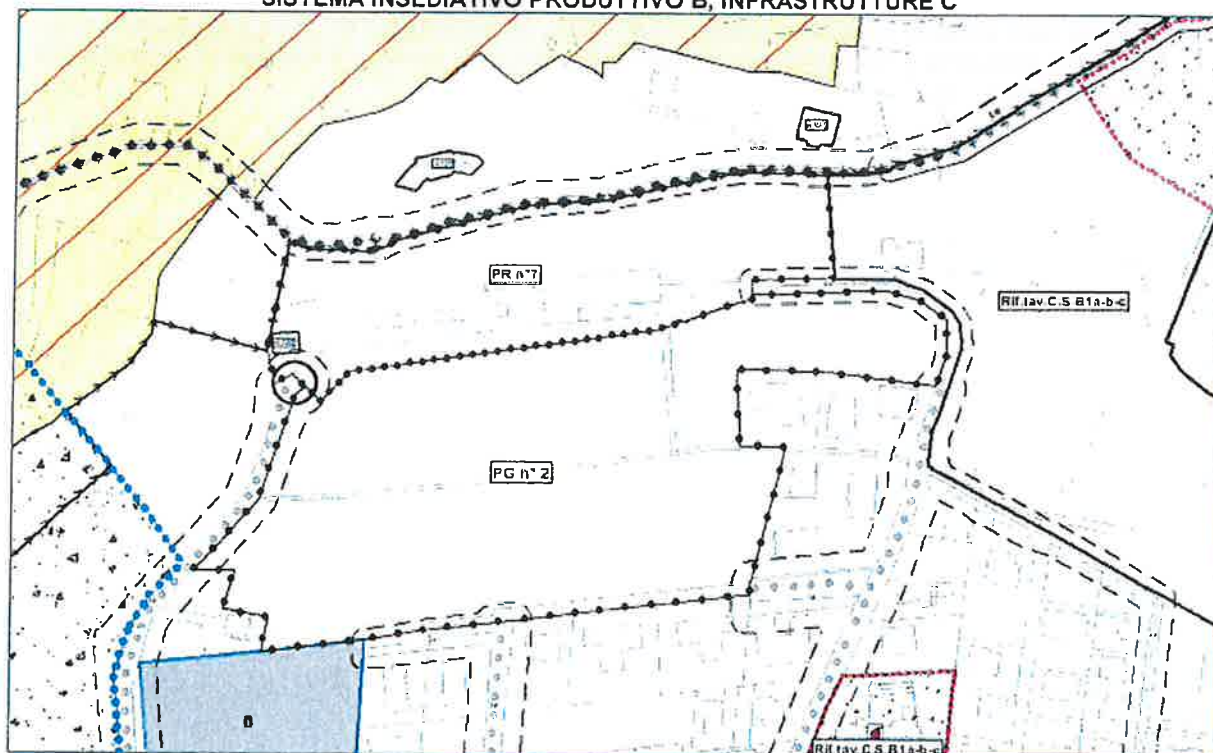 SISTEMA INSEDIATIVO PRODUTTIVO B, INFRASTRUTTURE C
PR n°7
Rif.tav.C.S.B1a-b-c
PG n° 2
Rif.tav.C.S.B1a-b-c